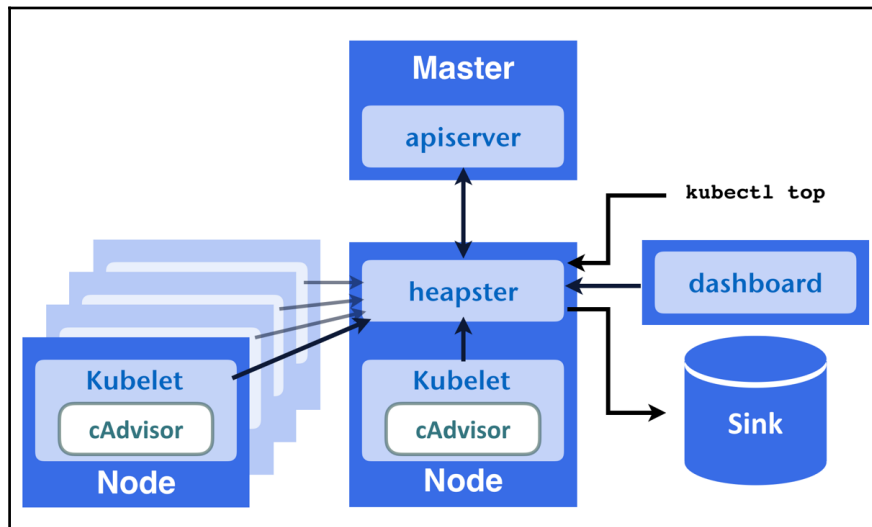 Master
apiserver
kubectl top
heapster
dashboard
Kubelet
cAdvisor
Node
Kubelet
cAdvisor
Node
Sink